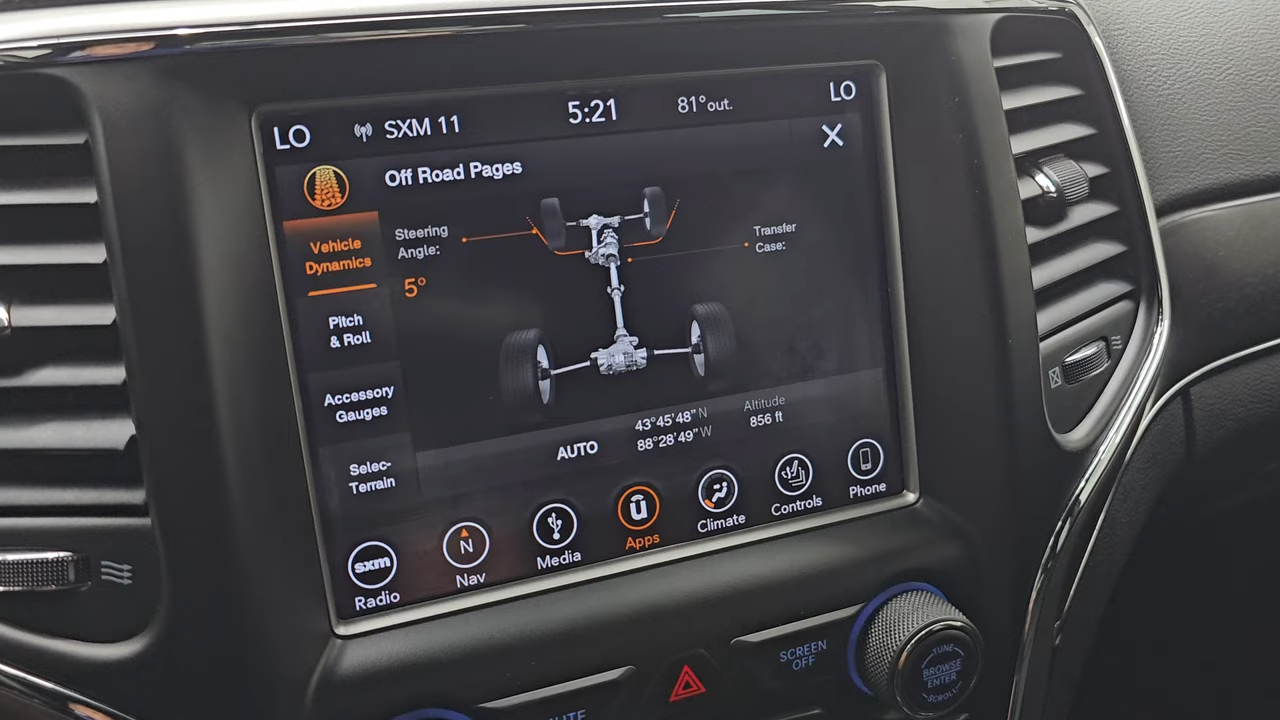 LO
SXM 11
5:21
81°out.
LO
X
Off Road Pages
Vehicle
Dynamics
Steering
Angle:
5°
Transfer
Case:
Pitch
& Roll
Accessory
Gauges
Selec-
Terrain
AUTO
43°45'48" N
88°28'49" W
Altitude
856 ft
sxm
Radio
N
Nav
Media
Apps
Climate
Controls
Phone
SCREEN
OFF
TUNE
BROWSE
ENTER
SCROLL